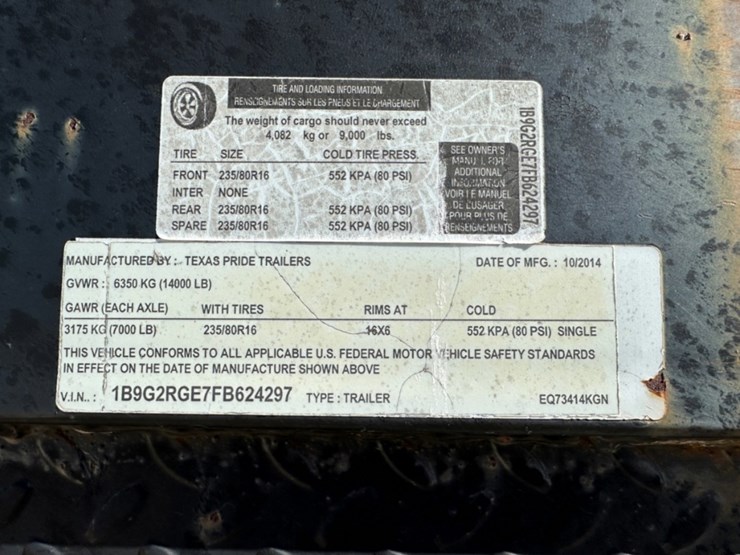 TIRE AND LOADING INFORMATION
RENSEIGNEMENTS SUR LES PNEUS ET LE CHARGEMENT
The weight of cargo should never exceed
4,082 kg or 9,000 lbs.
TIRE SIZE COLD TIRE PRESS.
FRONT 235/80R16 552 KPA (80 PSI)
INTER NONE
REAR 235/80R16 552 KPA (80 PSI)
SPARE 235/80R16 552 KPA (80 PSI)
SEE OWNER'S
MANUAL FOR
ADDITIONAL
INFORMATION
VOIR LE MANUEL
DE L'USAGER
POUR PLUS DE
RENSEIGNEMENTS
1B9G2RGE7FB624297
MANUFACTURED BY : TEXAS PRIDE TRAILERS DATE OF MFG. : 10/2014
GVWR : 6350 KG (14000 LB)
GAWR (EACH AXLE) WITH TIRES RIMS AT COLD
3175 KG (7000 LB) 235/80R16 16X6 552 KPA (80 PSI) SINGLE
THIS VEHICLE CONFORMS TO ALL APPLICABLE U.S. FEDERAL MOTOR VEHICLE SAFETY STANDARDS
IN EFFECT ON THE DATE OF MANUFACTURE SHOWN ABOVE
V.I.N.. : 1B9G2RGE7FB624297 TYPE : TRAILER EQ73414KGN